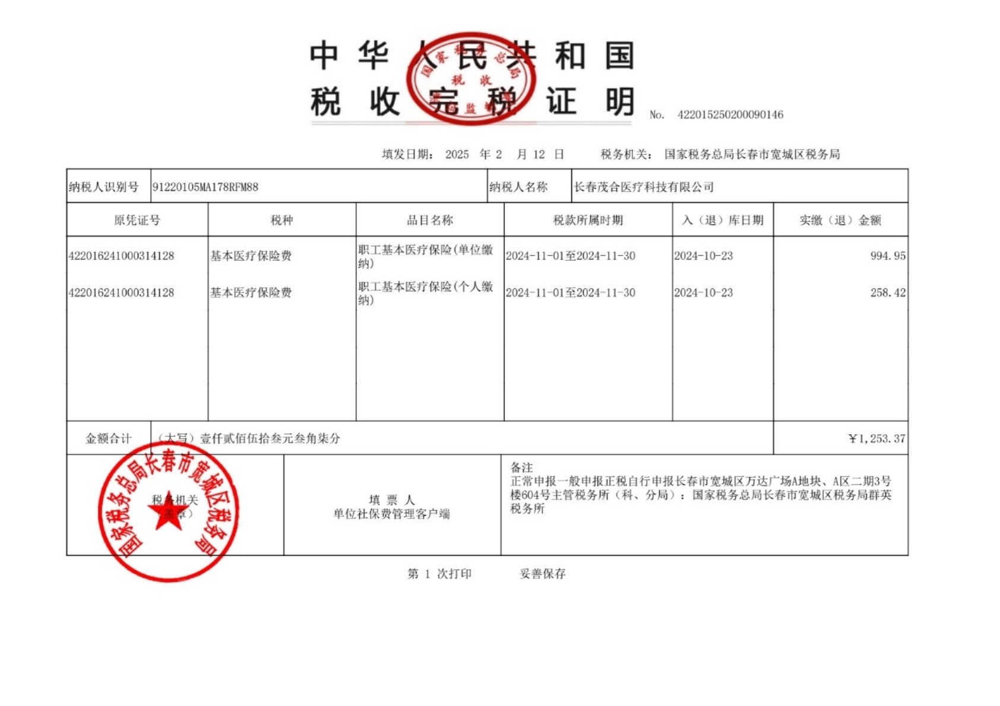 中华人民共和国
税收完税证明
国家税务总局
税收
监制
No. 422015250200090146
填发日期： 2025 年 2 月 12 日 税务机关： 国家税务总局长春市宽城区税务局
纳税人识别号 91220105MA178RFM88 纳税人名称 长春茂合医疗科技有限公司
原凭证号 税种 品目名称 税款所属时期 入（退）库日期 实缴（退）金额
422016241000314128 基本医疗保险费 职工基本医疗保险(单位缴
纳) 2024-11-01至2024-11-30 2024-10-23 994.95
422016241000314128 基本医疗保险费 职工基本医疗保险(个人缴
纳) 2024-11-01至2024-11-30 2024-10-23 258.42
金额合计 （大写）壹仟贰佰伍拾叁元叁角柒分 ￥1,253.37
税务机关
（盖章）
国家税务总局长春市宽城区税务局
填 票 人
单位社保费管理客户端
备注
正常申报一般申报正税自行申报长春市宽城区万达广场A地块、A区二期3号
楼604号主管税务所（科、分局）：国家税务总局长春市宽城区税务局群英
税务所
第 1 次打印 妥善保存